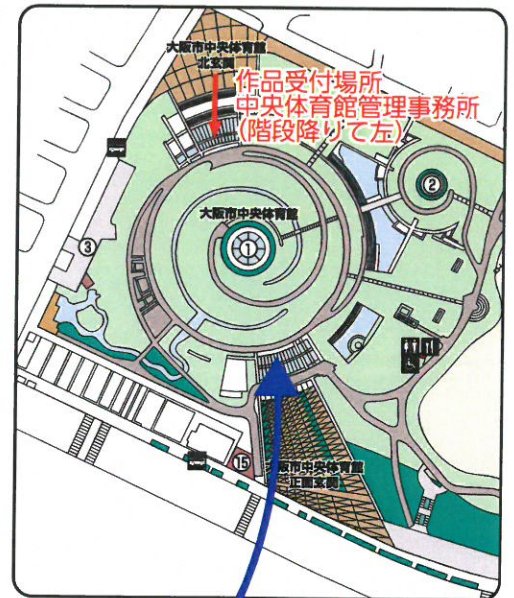 大阪市中央体育館
北玄関
作品受付場所
中央体育館管理事務所
(階段降りて左)
②
大阪市中央体育館
①
③
⑮
大阪市中央体育館
正面玄関